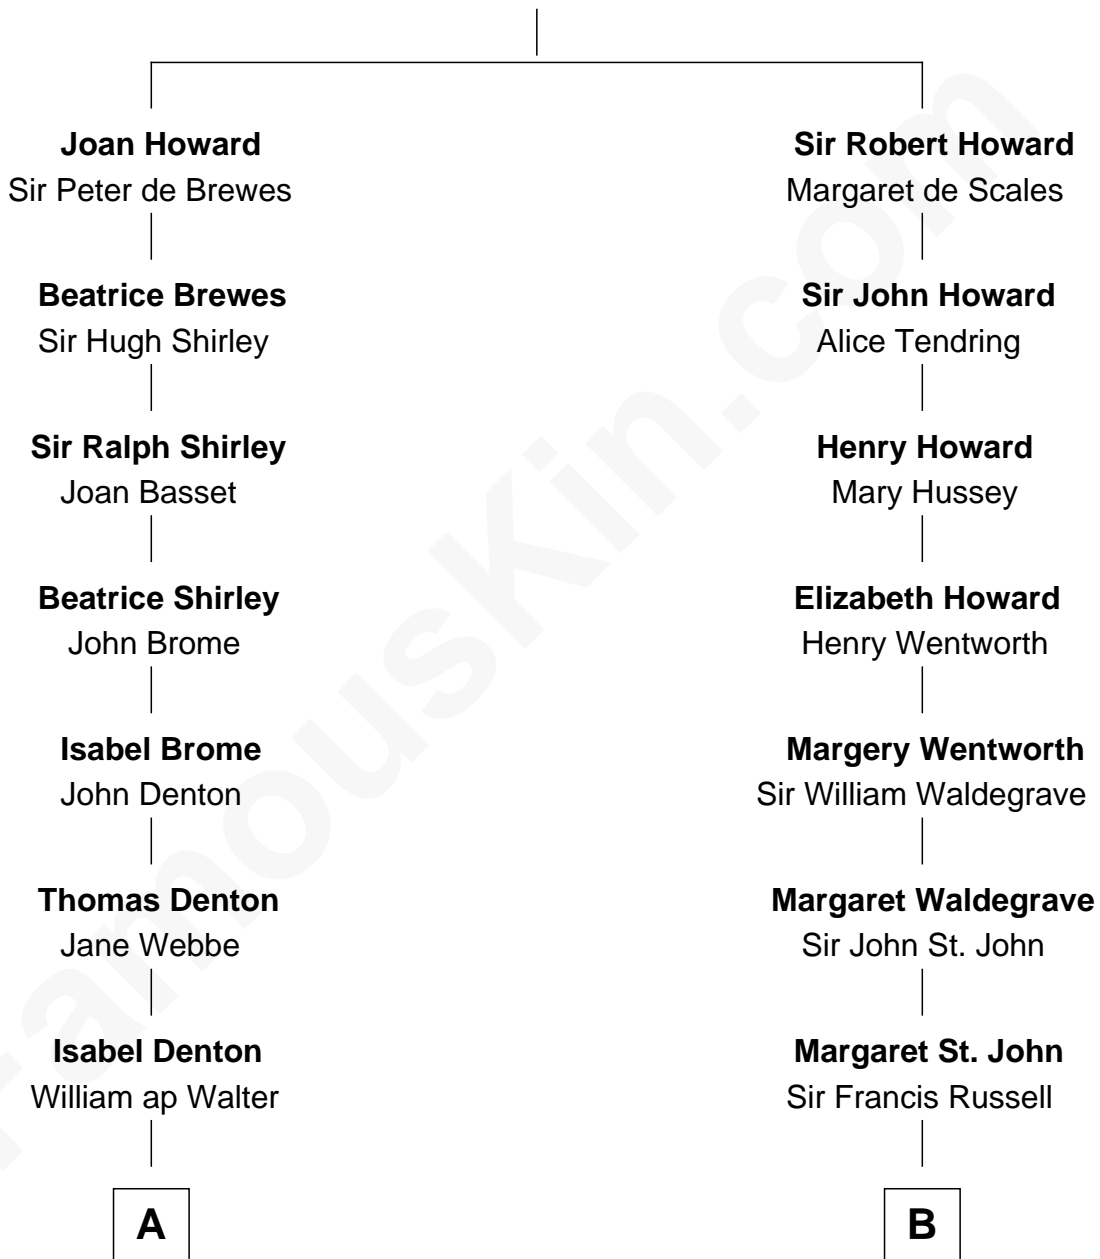 Joan Howard
Sir Peter de Brewes
Sir Robert Howard
Margaret de Scales
Beatrice Brewes
Sir Hugh Shirley
Sir John Howard
Alice Tendring
Sir Ralph Shirley
Joan Basset
Henry Howard
Mary Hussey
Beatrice Shirley
John Brome
Elizabeth Howard
Henry Wentworth
Isabel Brome
John Denton
Margery Wentworth
Sir William Waldegrave
Thomas Denton
Jane Webbe
Margaret Waldegrave
Sir John St. John
Isabel Denton
William ap Walter
Margaret St. John
Sir Francis Russell
A
B
FamousKin.com